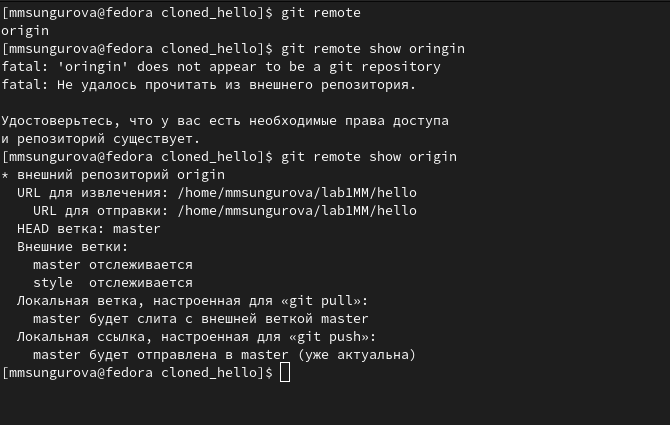 [mmsungurova@fedora cloned_hello]$ git remote
origin
[mmsungurova@fedora cloned_hello]$ git remote show oringin
fatal: 'oringin' does not appear to be a git repository
fatal: Не удалось прочитать из внешнего репозитория.

Удостоверьтесь, что у вас есть необходимые права доступа
и репозиторий существует.
[mmsungurova@fedora cloned_hello]$ git remote show origin
* внешний репозиторий origin
  URL для извлечения: /home/mmsungurova/lab1MM/hello
    URL для отправки: /home/mmsungurova/lab1MM/hello
  HEAD ветка: master
  Внешние ветки:
    master отслеживается
    style  отслеживается
  Локальная ветка, настроенная для «git pull»:
    master будет слита с внешней веткой master
  Локальная ссылка, настроенная для «git push»:
    master будет отправлена в master (уже актуальна)
[mmsungurova@fedora cloned_hello]$